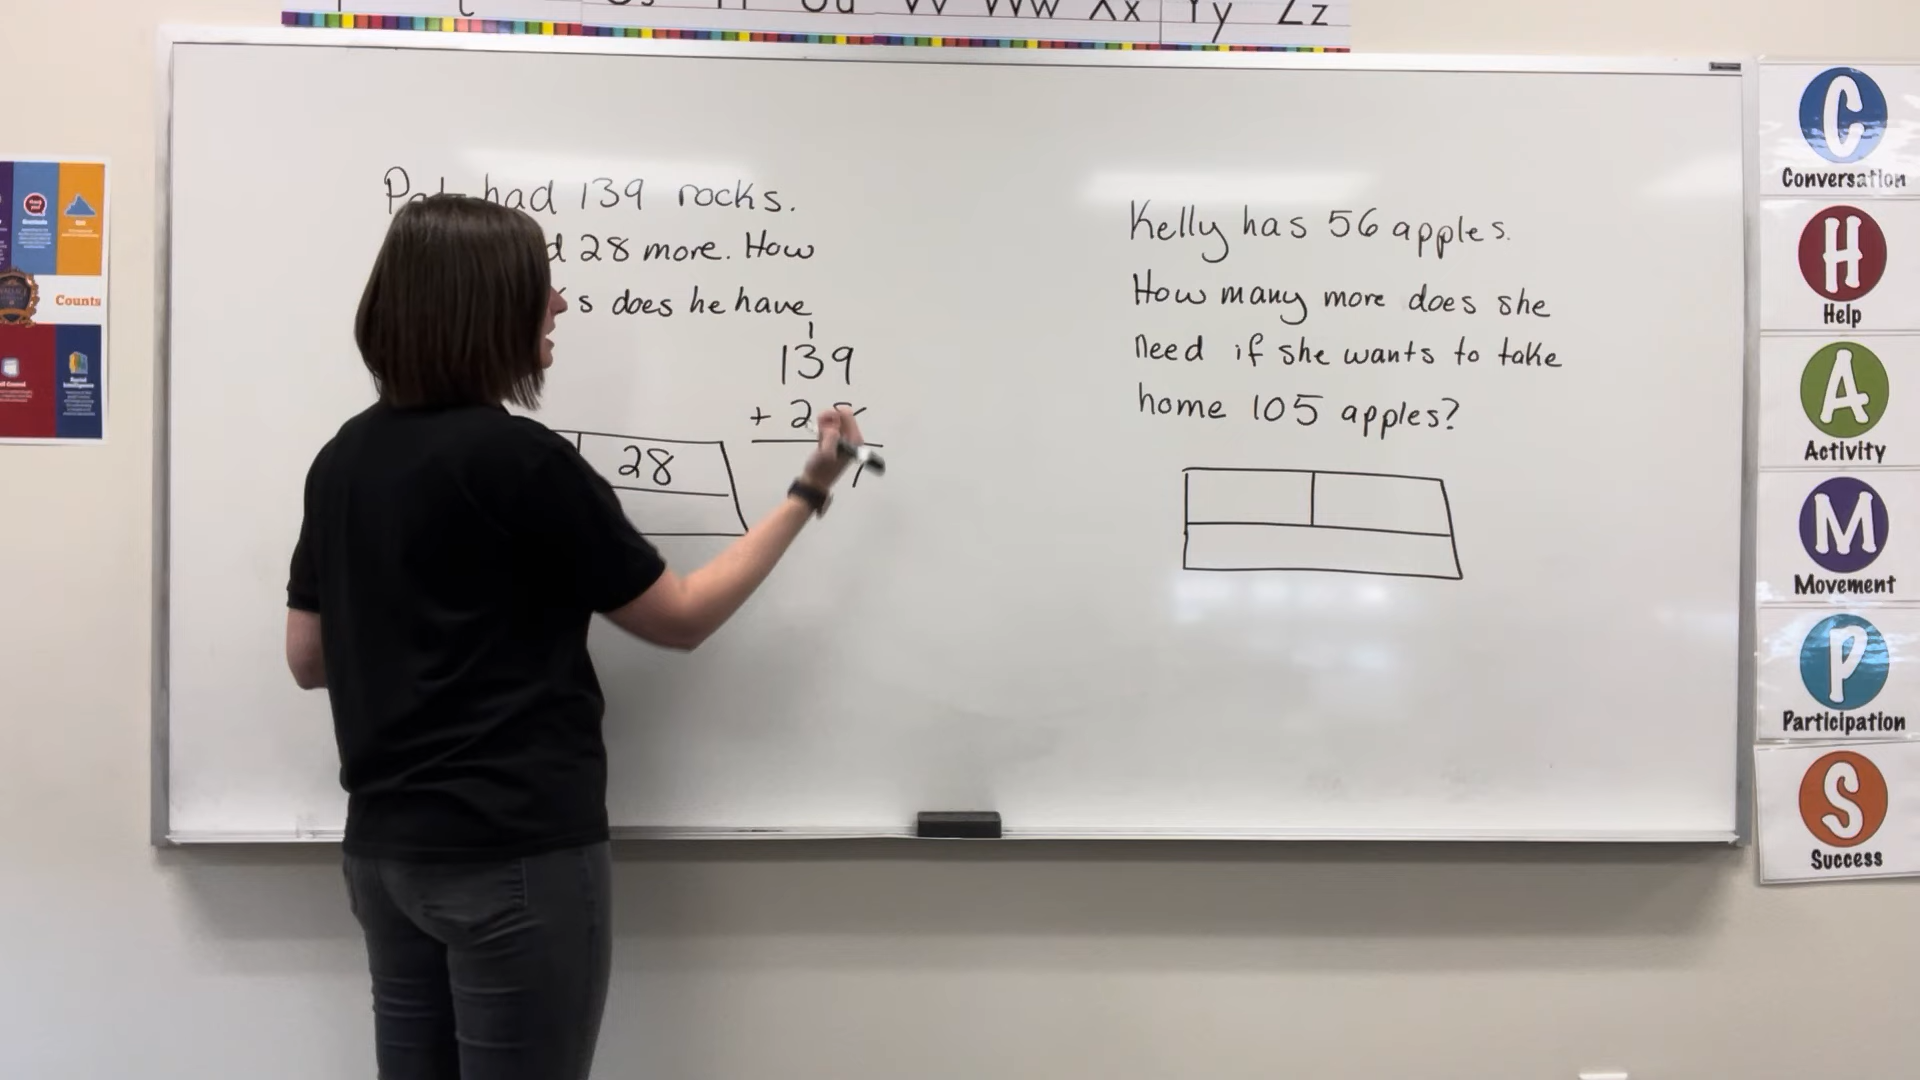 Yy Zz
had 139 rocks.
28 more. How
does he have
1
139
+ 2
7
28
Kelly has 56 apples.
How many more does she
need if she wants to take
home 105 apples?
Counts
C
Conversation
H
Help
A
Activity
M
Movement
P
Participation
S
Success